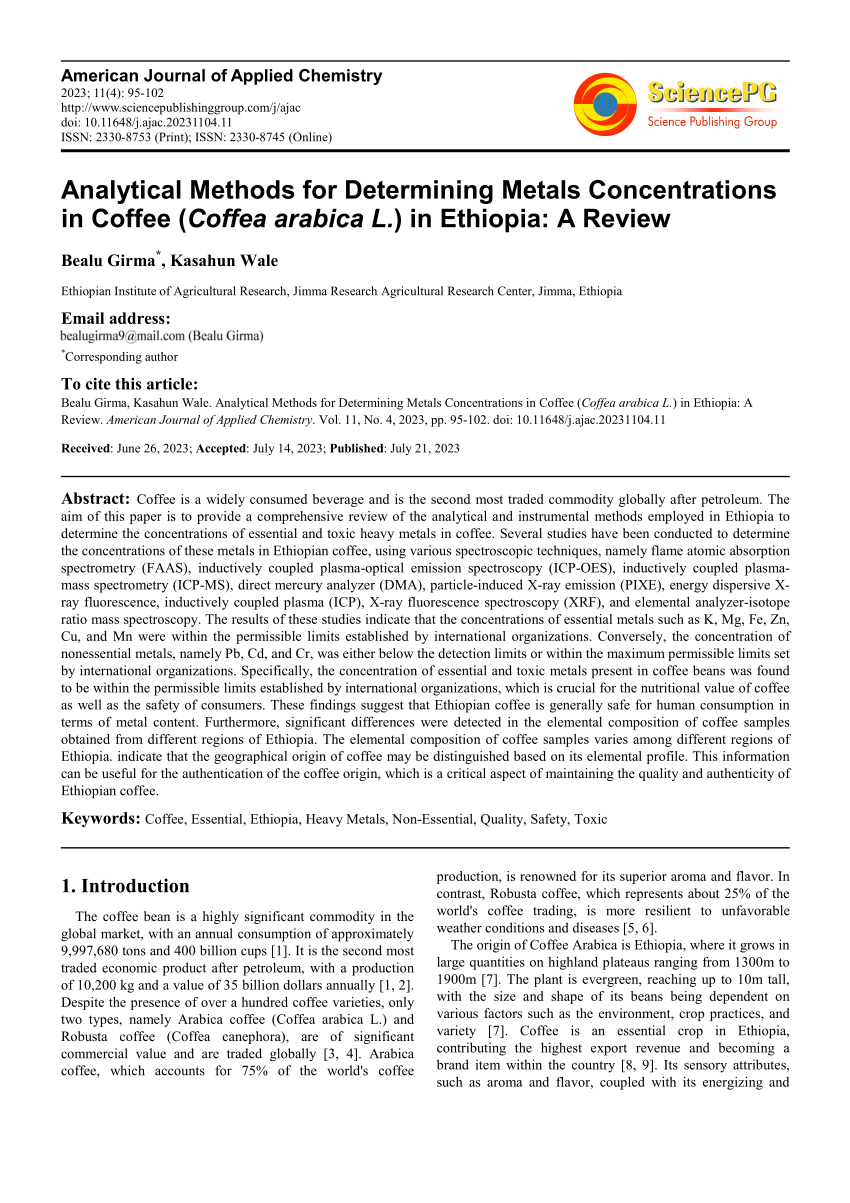 American Journal of Applied Chemistry
2023; 11(4): 95-102
http://www.sciencepublishinggroup.com/j/ajac
doi: 10.11648/j.ajac.20231104.11
ISSN: 2330-8753 (Print); ISSN: 2330-8745 (Online)
SciencePG
Science Publishing Group
Analytical Methods for Determining Metals Concentrations
in Coffee (Coffea arabica L.) in Ethiopia: A Review
Bealu Girma*, Kasahun Wale
Ethiopian Institute of Agricultural Research, Jimma Research Agricultural Research Center, Jimma, Ethiopia
Email address:
bealugirma9@mail.com (Bealu Girma)
*Corresponding author
To cite this article:
Bealu Girma, Kasahun Wale. Analytical Methods for Determining Metals Concentrations in Coffee (Coffea arabica L.) in Ethiopia: A
Review. American Journal of Applied Chemistry. Vol. 11, No. 4, 2023, pp. 95-102. doi: 10.11648/j.ajac.20231104.11
Received: June 26, 2023; Accepted: July 14, 2023; Published: July 21, 2023
Abstract: Coffee is a widely consumed beverage and is the second most traded commodity globally after petroleum. The
aim of this paper is to provide a comprehensive review of the analytical and instrumental methods employed in Ethiopia to
determine the concentrations of essential and toxic heavy metals in coffee. Several studies have been conducted to determine
the concentrations of these metals in Ethiopian coffee, using various spectroscopic techniques, namely flame atomic absorption
spectrometry (FAAS), inductively coupled plasma-optical emission spectroscopy (ICP-OES), inductively coupled plasma-
mass spectrometry (ICP-MS), direct mercury analyzer (DMA), particle-induced X-ray emission (PIXE), energy dispersive X-
ray fluorescence, inductively coupled plasma (ICP), X-ray fluorescence spectroscopy (XRF), and elemental analyzer-isotope
ratio mass spectroscopy. The results of these studies indicate that the concentrations of essential metals such as K, Mg, Fe, Zn,
Cu, and Mn were within the permissible limits established by international organizations. Conversely, the concentration of
nonessential metals, namely Pb, Cd, and Cr, was either below the detection limits or within the maximum permissible limits set
by international organizations. Specifically, the concentration of essential and toxic metals present in coffee beans was found
to be within the permissible limits established by international organizations, which is crucial for the nutritional value of coffee
as well as the safety of consumers. These findings suggest that Ethiopian coffee is generally safe for human consumption in
terms of metal content. Furthermore, significant differences were detected in the elemental composition of coffee samples
obtained from different regions of Ethiopia. The elemental composition of coffee samples varies among different regions of
Ethiopia. indicate that the geographical origin of coffee may be distinguished based on its elemental profile. This information
can be useful for the authentication of the coffee origin, which is a critical aspect of maintaining the quality and authenticity of
Ethiopian coffee.
Keywords: Coffee, Essential, Ethiopia, Heavy Metals, Non-Essential, Quality, Safety, Toxic
1. Introduction
The coffee bean is a highly significant commodity in the
global market, with an annual consumption of approximately
9,997,680 tons and 400 billion cups [1]. It is the second most
traded economic product after petroleum, with a production
of 10,200 kg and a value of 35 billion dollars annually [1, 2].
Despite the presence of over a hundred coffee varieties, only
two types, namely Arabica coffee (Coffea arabica L.) and
Robusta coffee (Coffea canephora), are of significant
commercial value and are traded globally [3, 4]. Arabica
coffee, which accounts for 75% of the world's coffee
production, is renowned for its superior aroma and flavor. In
contrast, Robusta coffee, which represents about 25% of the
world's coffee trading, is more resilient to unfavorable
weather conditions and diseases [5, 6].
The origin of Coffee Arabica is Ethiopia, where it grows in
large quantities on highland plateaus ranging from 1300m to
1900m [7]. The plant is evergreen, reaching up to 10m tall,
with the size and shape of its beans being dependent on
various factors such as the environment, crop practices, and
variety [7]. Coffee is an essential crop in Ethiopia,
contributing the highest export revenue and becoming a
brand item within the country [8, 9]. Its sensory attributes,
such as aroma and flavor, coupled with its energizing and